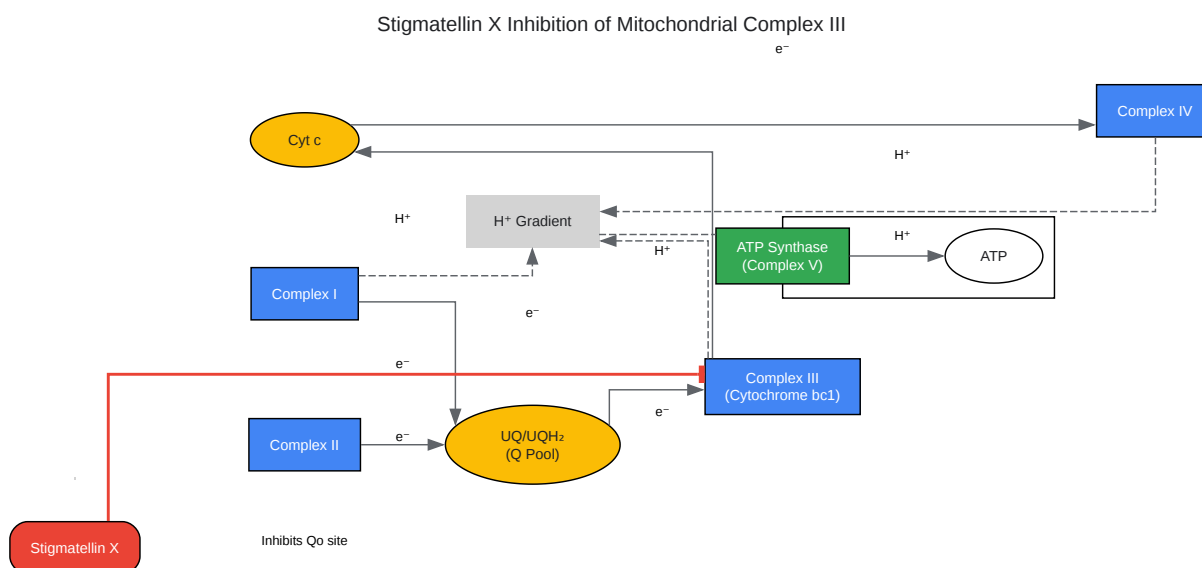 Stigmatellin X Inhibition of Mitochondrial Complex III
e⁻
Complex IV
Cyt c
H⁺
H⁺
H⁺ Gradient
H⁺
ATP Synthase
(Complex V)
H⁺
ATP
Complex I
e⁻
e⁻
Complex III
(Cytochrome bc1)
e⁻
Complex II
e⁻
UQ/UQH₂
(Q Pool)
Inhibits Qo site
Stigmatellin X